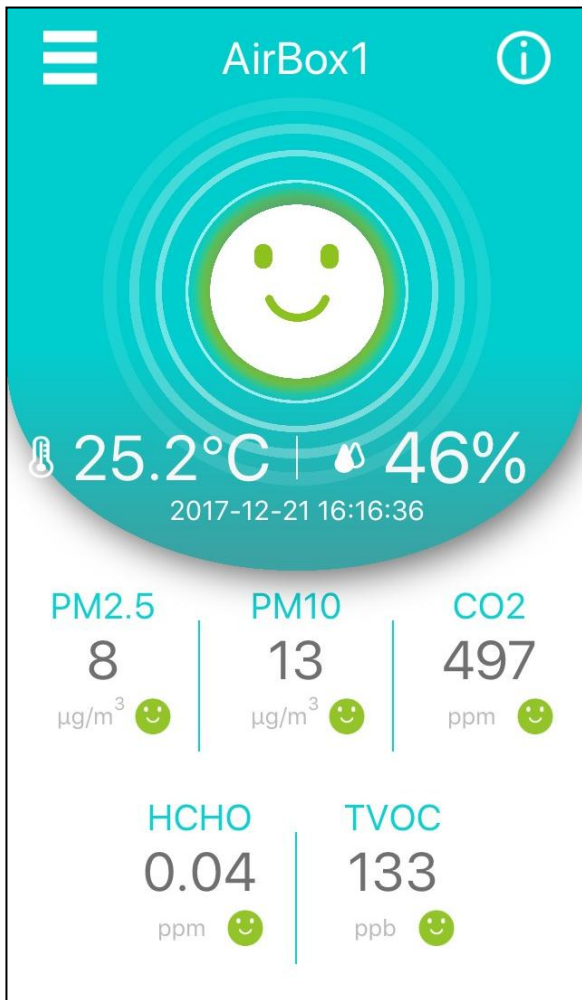 AirBox1
25.2°C | 46%
2017-12-21 16:16:36
PM2.5 PM10 CO2
8 13 497
µg/m³ µg/m³ ppm
HCHO TVOC
0.04 133
ppm ppb